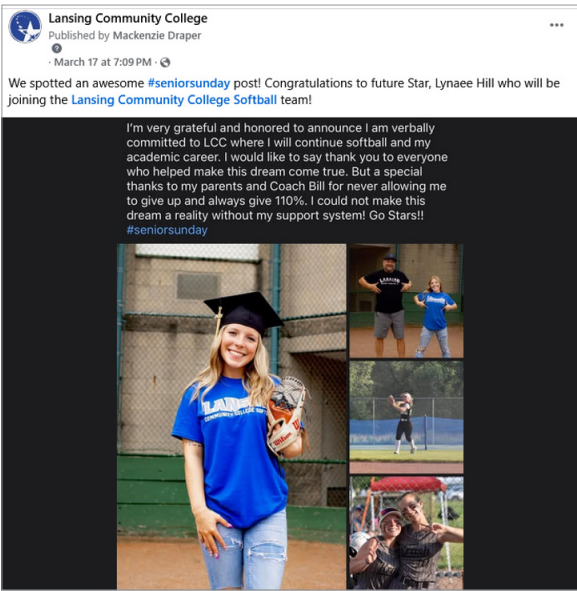 Lansing Community College
Published by Mackenzie Draper
?
· March 17 at 7:09 PM ·
We spotted an awesome #seniorsunday post! Congratulations to future Star, Lynaee Hill who will be
joining the Lansing Community College Softball team!
I'm very grateful and honored to announce I am verbally
committed to LCC where I will continue softball and my
academic career. I would like to say thank you to everyone
who helped make this dream come true. But a special
thanks to my parents and Coach Bill for never allowing me
to give up and always give 110%. I could not make this
dream a reality without my support system! Go Stars!!
#seniorsunday
LANSING
COMMUNITY COLLEGE
Wilson
LANSING